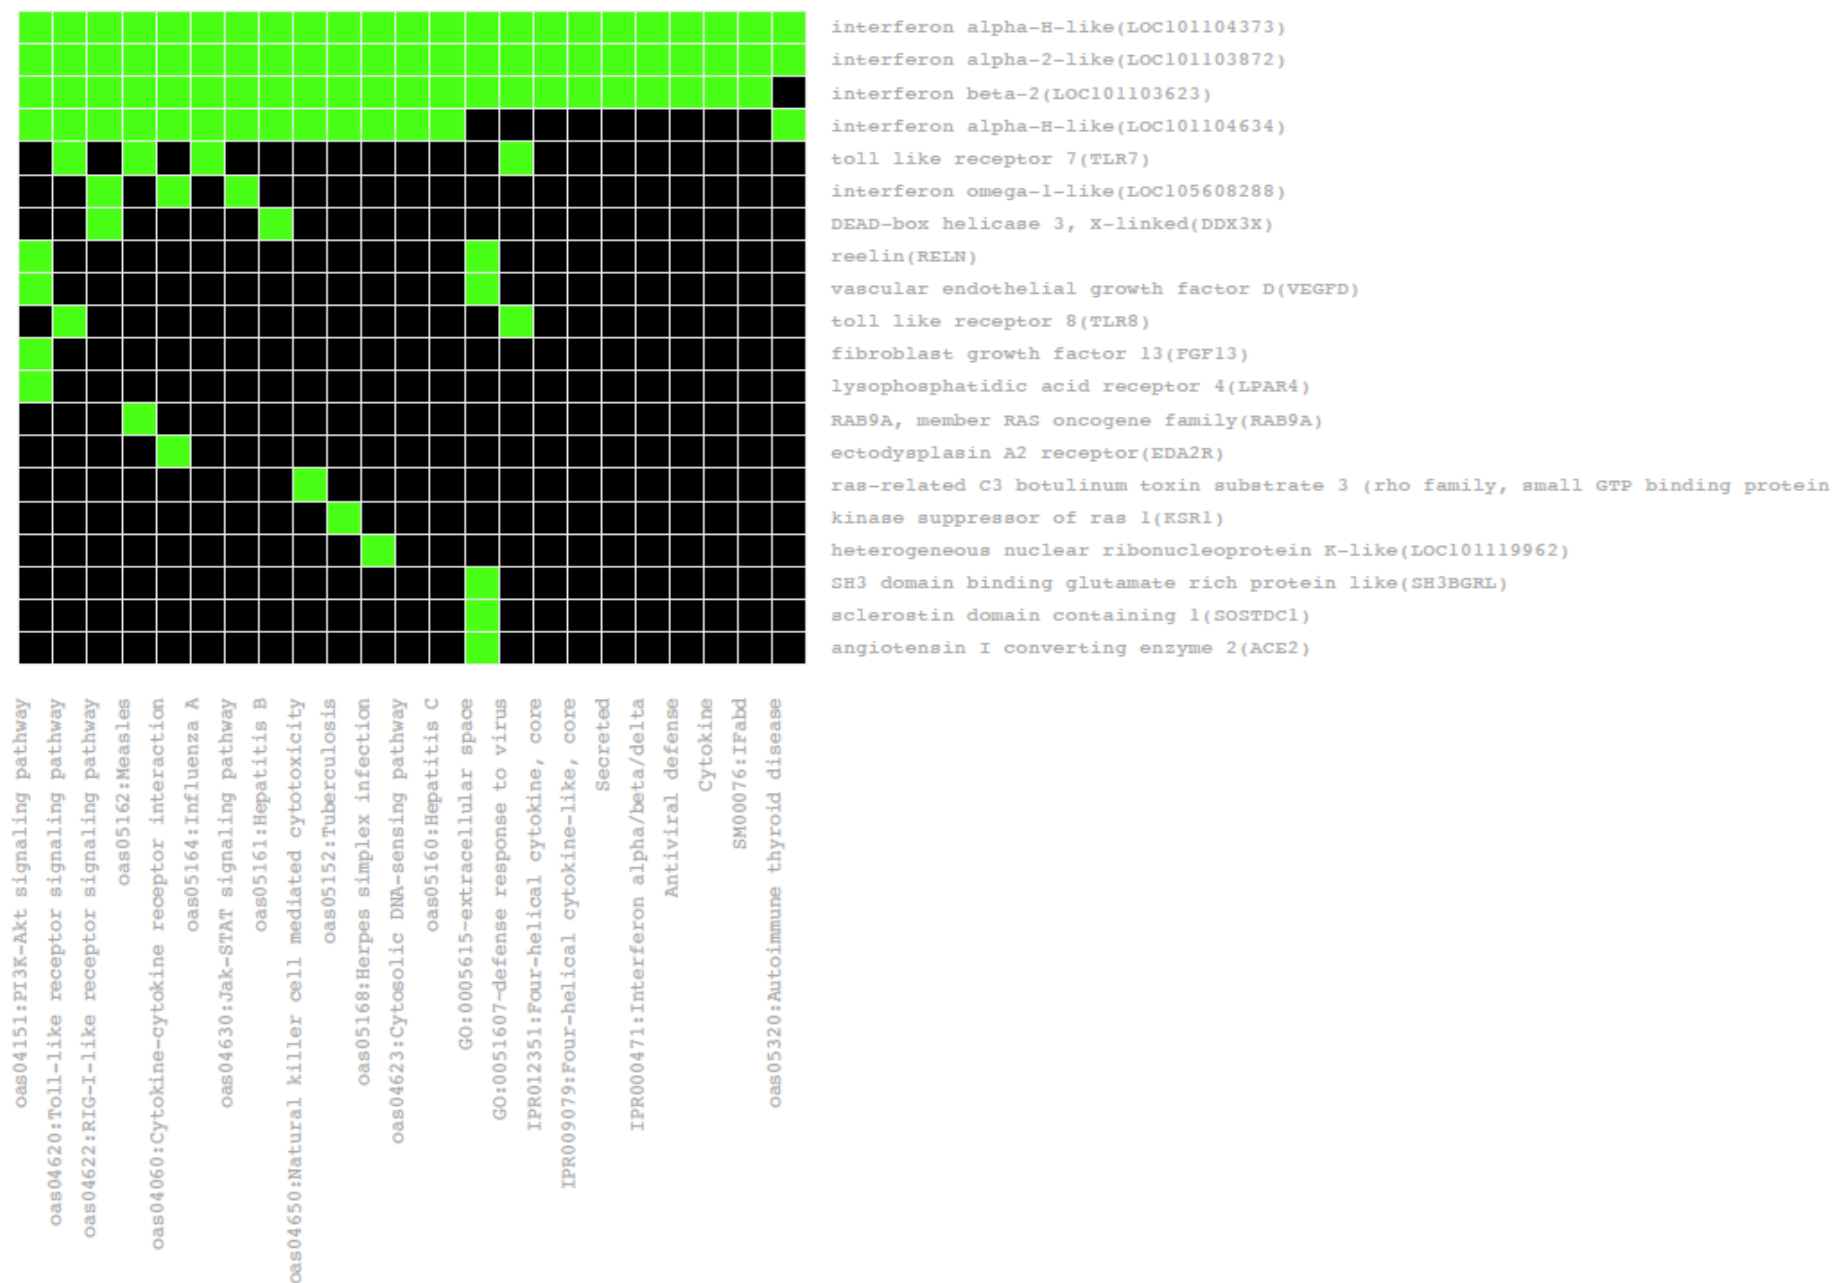 interferon alpha-H-like(LOC101104373)
interferon alpha-2-like(LOC101103872)
interferon beta-2(LOC101103623)
interferon alpha-H-like(LOC101104634)
toll like receptor 7(TLR7)
interferon omega-1-like(LOC105608288)
DEAD-box helicase 3, X-linked(DDX3X)
reelin(RELN)
vascular endothelial growth factor D(VEGFD)
toll like receptor 8(TLR8)
fibroblast growth factor 13(FGF13)
lysophosphatidic acid receptor 4(LPAR4)
RAB9A, member RAS oncogene family(RAB9A)
ectodysplasin A2 receptor(EDA2R)
ras-related C3 botulinum toxin substrate 3 (rho family, small GTP binding protein
kinase suppressor of ras 1(KSR1)
heterogeneous nuclear ribonucleoprotein K-like(LOC101119962)
SH3 domain binding glutamate rich protein like(SH3BGRL)
sclerostin domain containing 1(SOSTDC1)
angiotensin I converting enzyme 2(ACE2)
oas04151:PI3K-Akt signaling pathway
oas04620:Toll-like receptor signaling pathway
oas04622:RIG-I-like receptor signaling pathway
oas05162:Measles
oas04060:Cytokine-cytokine receptor interaction
oas05164:Influenza A
oas04630:Jak-STAT signaling pathway
oas05161:Hepatitis B
oas04650:Natural killer cell mediated cytotoxicity
oas05152:Tuberculosis
oas05168:Herpes simplex infection
oas04623:Cytosolic DNA-sensing pathway
oas05160:Hepatitis C
GO:0005615~extracellular space
GO:0051607~defense response to virus
IPR012351:Four-helical cytokine, core
IPR009079:Four-helical cytokine-like, core
Secreted
IPR000471:Interferon alpha/beta/delta
Antiviral defense
Cytokine
SM00076:IFabd
oas05320:Autoimmune thyroid disease